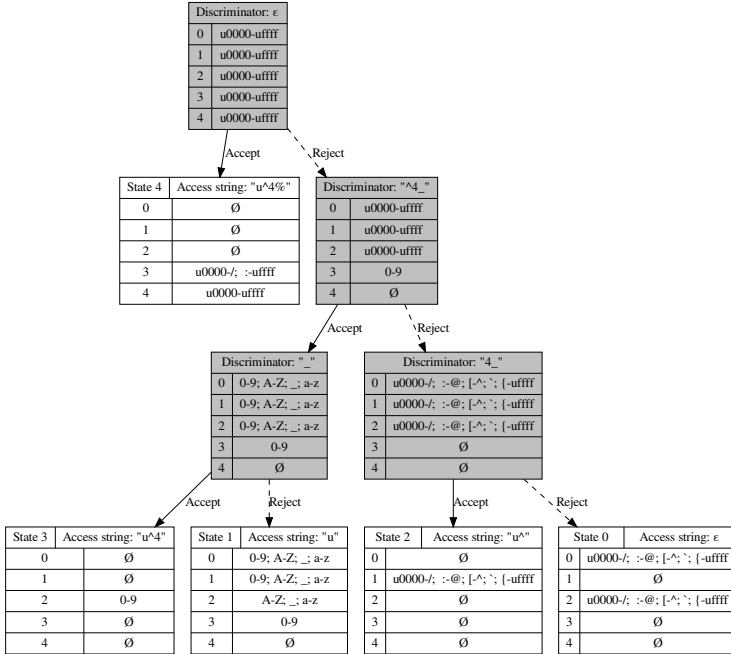 Discriminator: ε
0 u0000-uffff
1 u0000-uffff
2 u0000-uffff
3 u0000-uffff
4 u0000-uffff
Accept
Reject
State 4 Access string: "u^4%"
0 Ø
1 Ø
2 Ø
3 u0000-/; :-uffff
4 u0000-uffff
Discriminator: "^4_"
0 u0000-uffff
1 u0000-uffff
2 u0000-uffff
3 0-9
4 Ø
Accept
Reject
Discriminator: "_"
0 0-9; A-Z; _; a-z
1 0-9; A-Z; _; a-z
2 0-9; A-Z; _; a-z
3 0-9
4 Ø
Discriminator: "4_"
0 u0000-/; :-@; [-^; `; {-uffff
1 u0000-/; :-@; [-^; `; {-uffff
2 u0000-/; :-@; [-^; `; {-uffff
3 Ø
4 Ø
Accept
Reject
Accept
Reject
State 3 Access string: "u^4"
0 Ø
1 Ø
2 0-9
3 Ø
4 Ø
State 1 Access string: "u"
0 0-9; A-Z; _; a-z
1 0-9; A-Z; _; a-z
2 A-Z; _; a-z
3 0-9
4 Ø
State 2 Access string: "u^"
0 Ø
1 u0000-/; :-@; [-^; `; {-uffff
2 Ø
3 Ø
4 Ø
State 0 Access string: ε
0 u0000-/; :-@; [-^; `; {-uffff
1 Ø
2 u0000-/; :-@; [-^; `; {-uffff
3 Ø
4 Ø